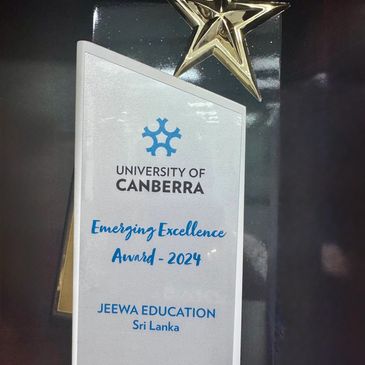 UNIVERSITY OF
CANBERRA
Emerging Excellence
Award - 2024
JEEWA EDUCATION
Sri Lanka